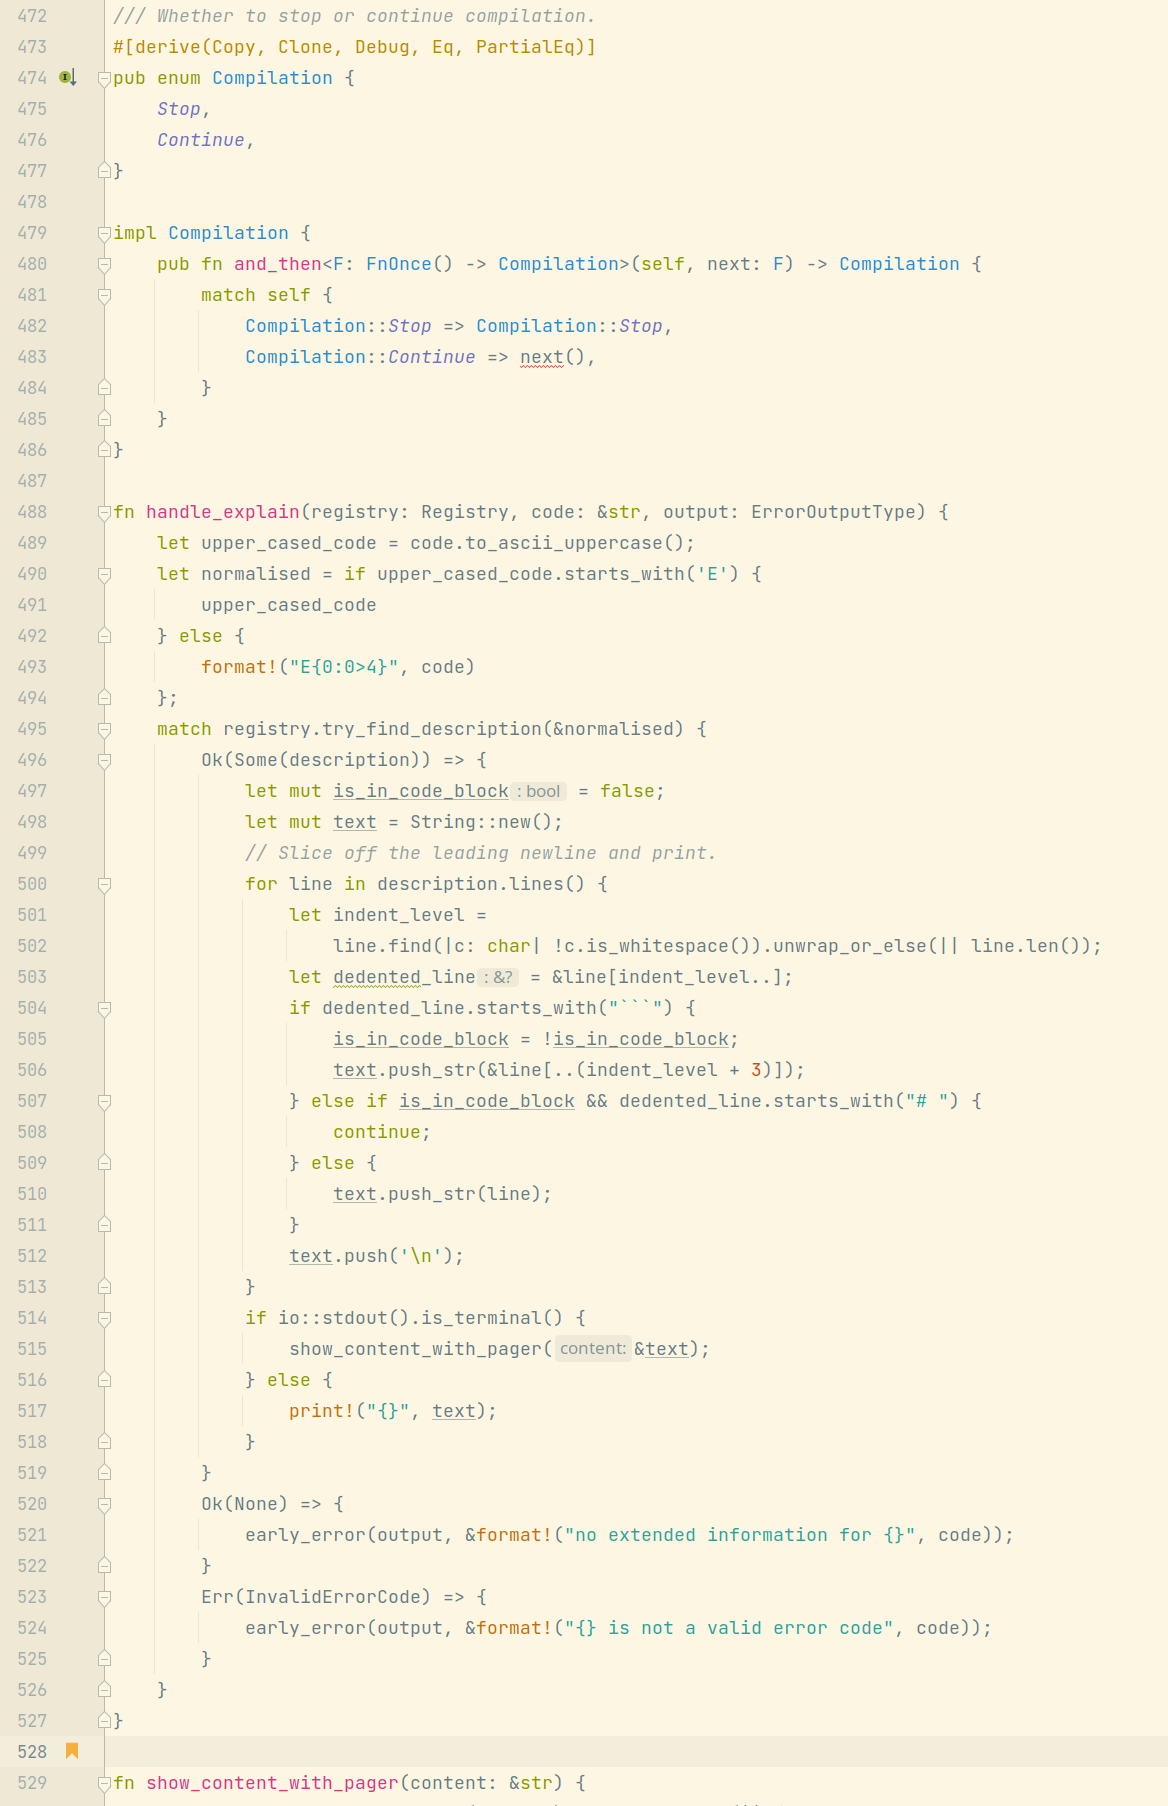 472 /// Whether to stop or continue compilation.
473 #[derive(Copy, Clone, Debug, Eq, PartialEq)]
474 pub enum Compilation {
475     Stop,
476     Continue,
477 }
478
479 impl Compilation {
480     pub fn and_then<F: FnOnce() -> Compilation>(self, next: F) -> Compilation {
481         match self {
482             Compilation::Stop => Compilation::Stop,
483             Compilation::Continue => next(),
484         }
485     }
486 }
487
488 fn handle_explain(registry: Registry, code: &str, output: ErrorOutputType) {
489     let upper_cased_code = code.to_ascii_uppercase();
490     let normalised = if upper_cased_code.starts_with('E') {
491         upper_cased_code
492     } else {
493         format!("E{0:0>4}", code)
494     };
495     match registry.try_find_description(&normalised) {
496         Ok(Some(description)) => {
497             let mut is_in_code_block : bool = false;
498             let mut text = String::new();
499             // Slice off the leading newline and print.
500             for line in description.lines() {
501                 let indent_level =
502                     line.find(|c: char| !c.is_whitespace()).unwrap_or_else(|| line.len());
503                 let dedented_line : &? = &line[indent_level..];
504                 if dedented_line.starts_with("```") {
505                     is_in_code_block = !is_in_code_block;
506                     text.push_str(&line[..(indent_level + 3)]);
507                 } else if is_in_code_block && dedented_line.starts_with("# ") {
508                     continue;
509                 } else {
510                     text.push_str(line);
511                 }
512                 text.push('\n');
513             }
514             if io::stdout().is_terminal() {
515                 show_content_with_pager( content: &text);
516             } else {
517                 print!("{}", text);
518             }
519         }
520         Ok(None) => {
521             early_error(output, &format!("no extended information for {}", code));
522         }
523         Err(InvalidErrorCode) => {
524             early_error(output, &format!("{} is not a valid error code", code));
525         }
526     }
527 }
528
529 fn show_content_with_pager(content: &str) {